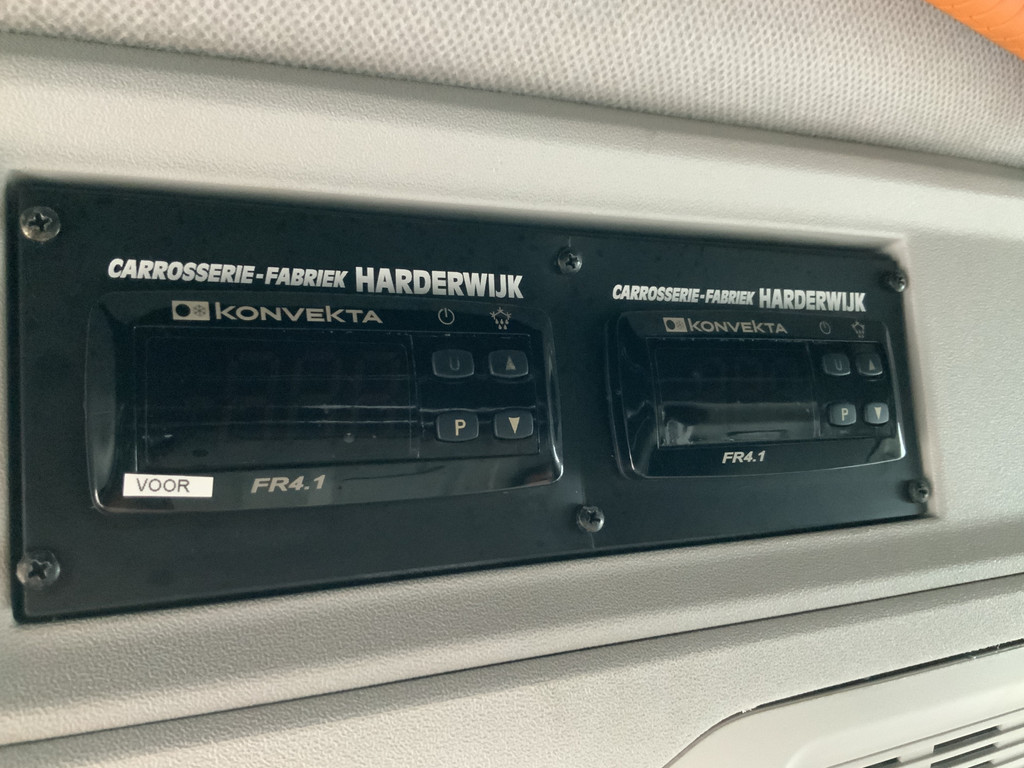 CARROSSERIE-FABRIEK HARDERWIJK
KONVEKTA
U
P
VOOR
FR4.1
CARROSSERIE-FABRIEK HARDERWIJK
KONVEKTA
U
P
FR4.1